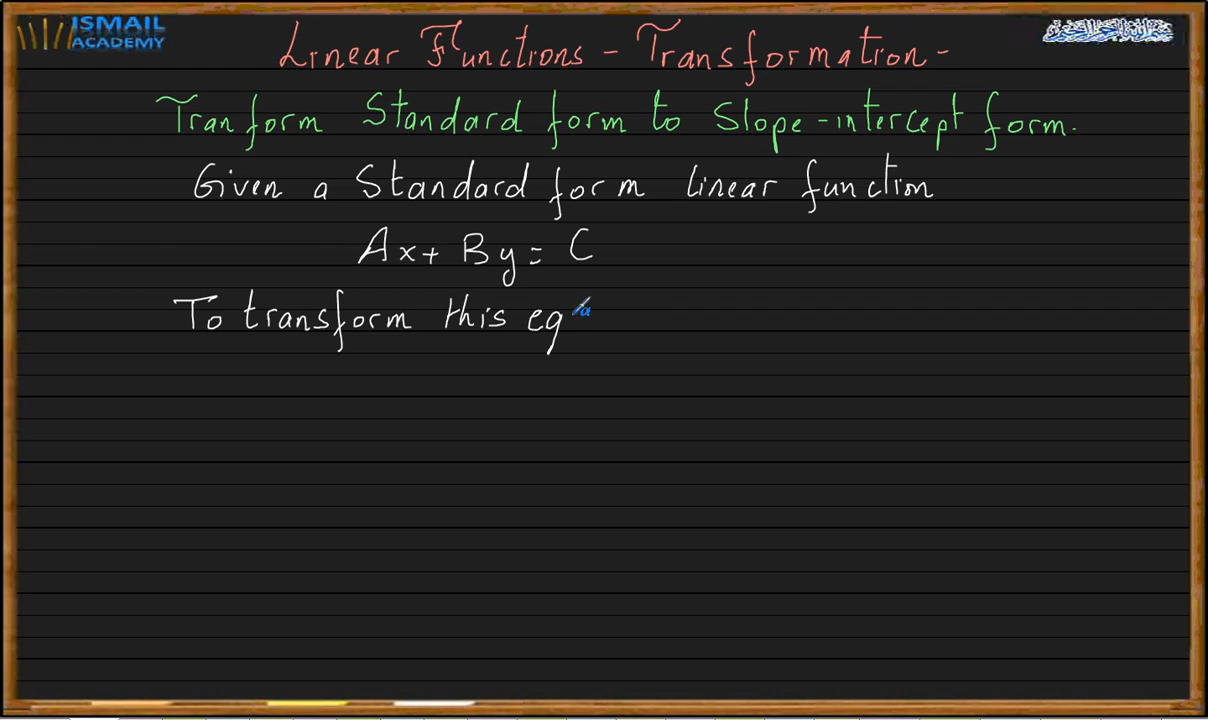 ISMAIL
ACADEMY
Linear Functions - Transformation -
Tranform Standard form to Slope-intercept form.
Given a Standard form linear function
Ax + By = C
To transform this eq